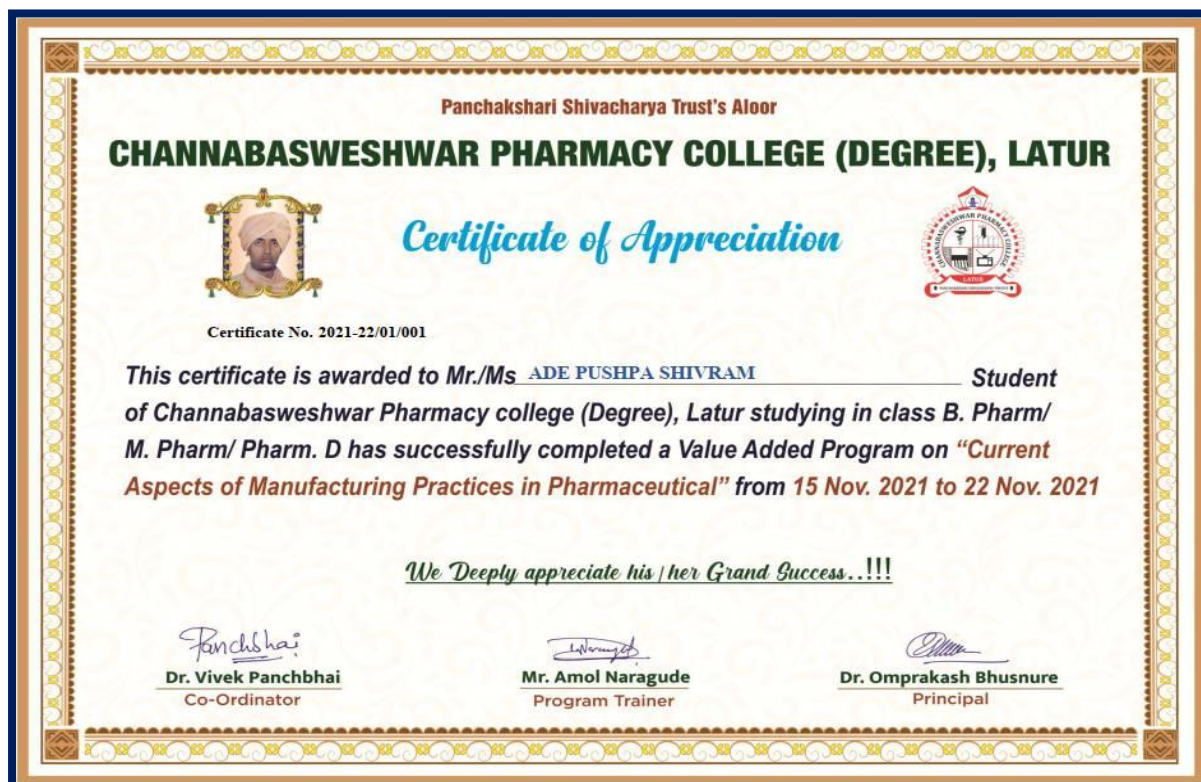 Panchakshari Shivacharya Trust's Aloor
CHANNABASWESHWAR PHARMACY COLLEGE (DEGREE), LATUR
Certificate of Appreciation
CHANNABASWESHWAR PHARMACY COLLEGE
LATUR
Certificate No. 2021-22/01/001
This certificate is awarded to Mr./Ms ADE PUSHPA SHIVRAM Student
of Channabasweshwar Pharmacy college (Degree), Latur studying in class B. Pharm/
M. Pharm/ Pharm. D has successfully completed a Value Added Program on “Current
Aspects of Manufacturing Practices in Pharmaceutical” from 15 Nov. 2021 to 22 Nov. 2021
We Deeply appreciate his/her Grand Success..!!!
Panchbhai
Dr. Vivek Panchbhai Mr. Amol Naragude Dr. Omprakash Bhusnure
Co-Ordinator Program Trainer Principal